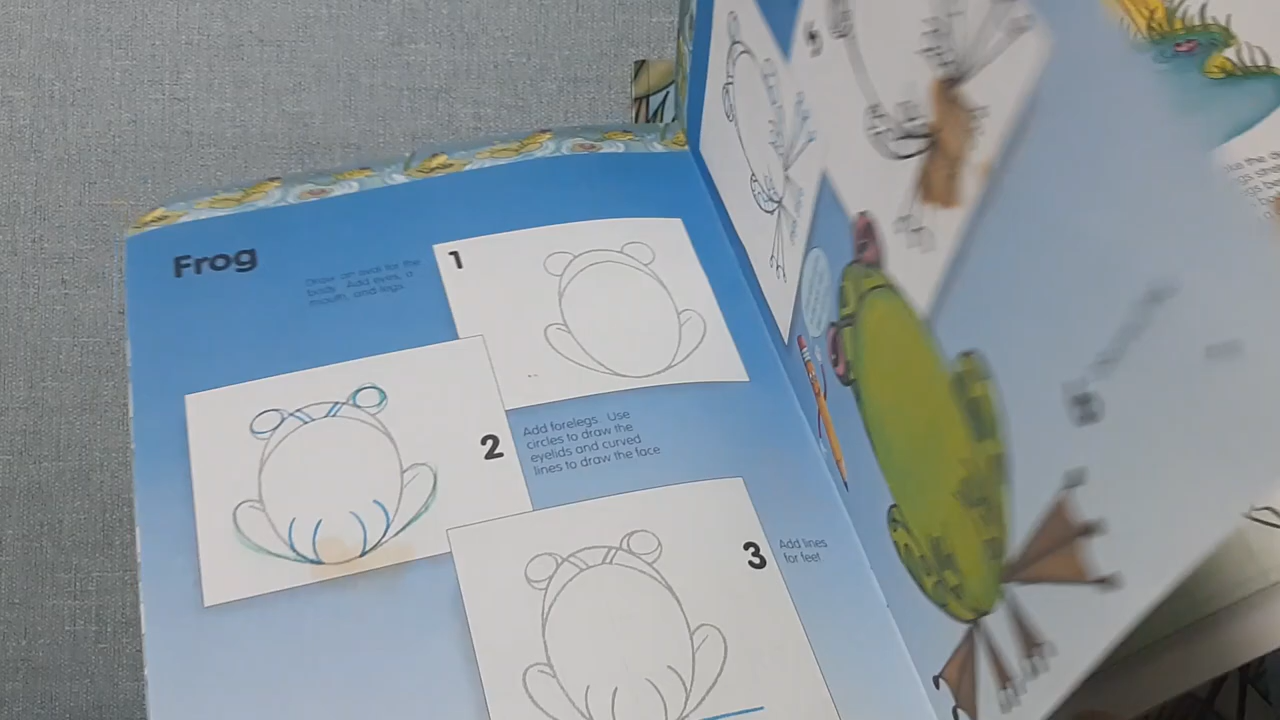 Frog
Draw an oval for the
body. Add eyes, a
mouth, and legs.
1
2
Add forelegs. Use
circles to draw the
eyelids and curved
lines to draw the face
3
Add lines
for feet